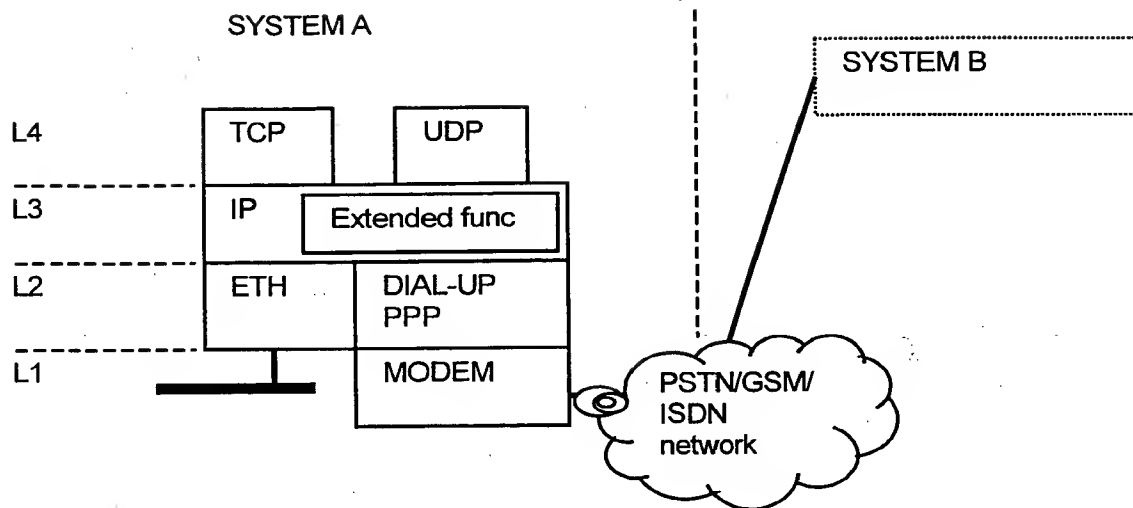 SYSTEM A
SYSTEM B
L4
TCP
UDP
L3
IP
Extended func
L2
ETH
DIAL-UP
PPP
L1
MODEM
PSTN/GSM/
ISDN
network